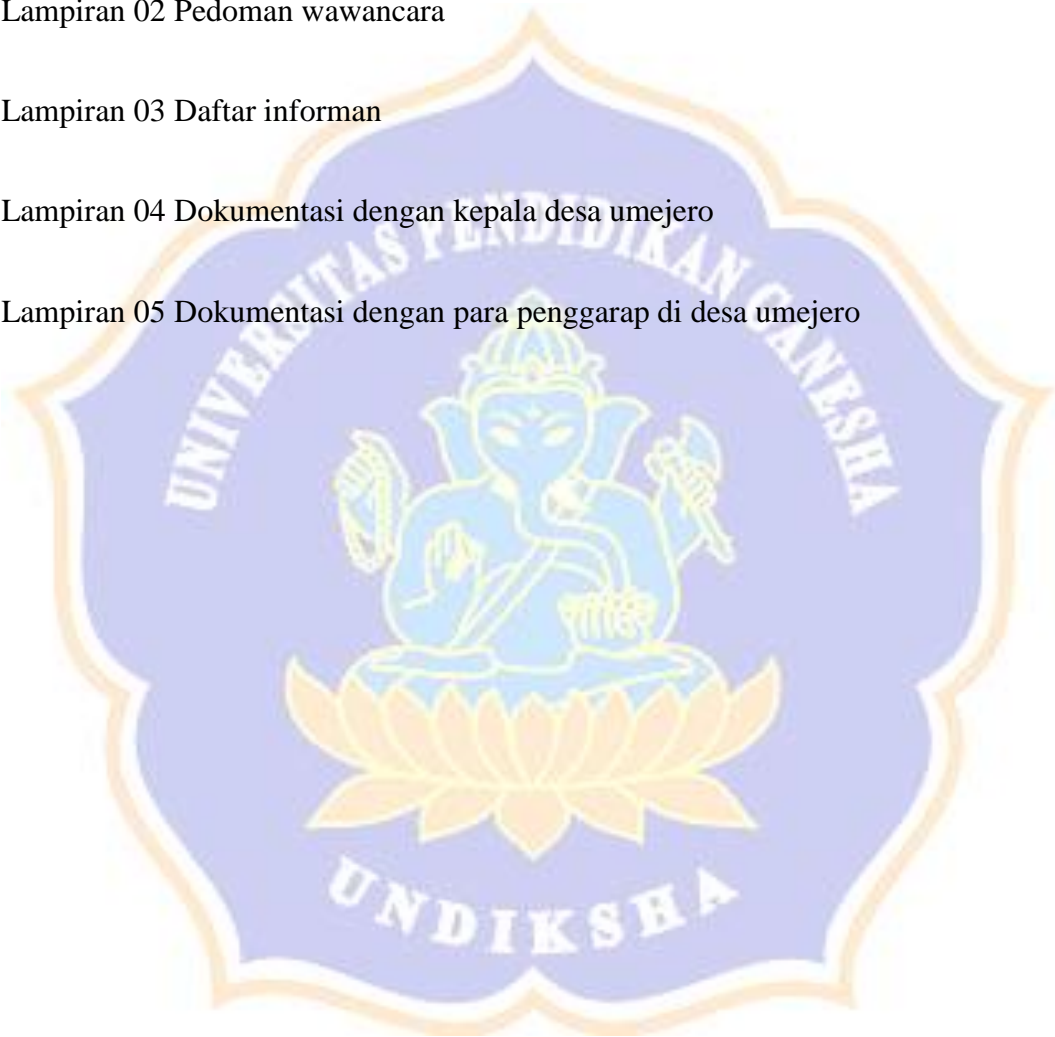 Lampiran 02 Pedoman wawancara
Lampiran 03 Daftar informan
Lampiran 04 Dokumentasi dengan kepala desa umejero
UNIVERSITAS PENDIDIKAN GANESHA
Lampiran 05 Dokumentasi dengan para penggarap di desa umejero
UNDIKSHA